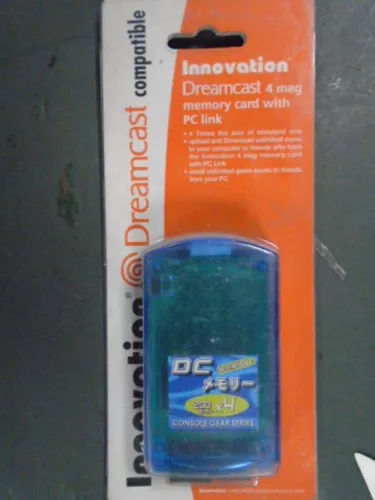 Innovation
Dreamcast 4 meg
memory card with
PC link
• 4 Times the size of standard vmu
• upload and Download unlimited saves
to your computer to friends who have
the Innovation 4 meg memory card
with PC Link
• email unlimited game saves to friends
from your PC
Innovation Dreamcast compatible
DC
メモリー
200
x4
CONSOLE GEAR SERIES
Innovation